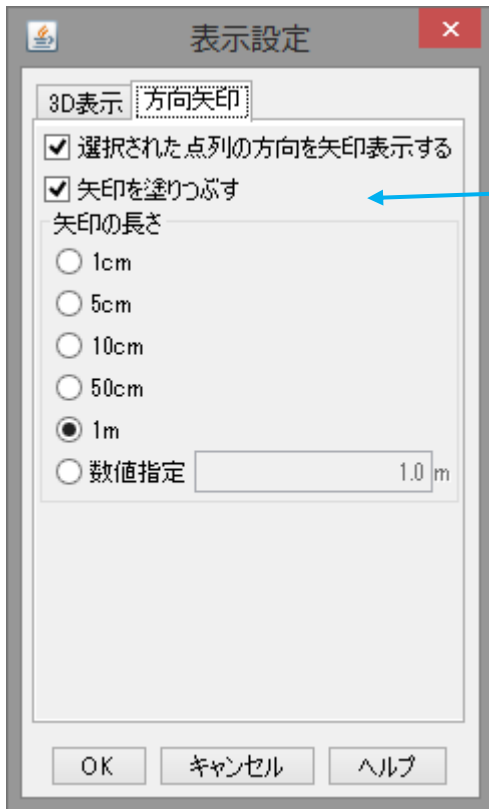 表示設定
3D表示 方向矢印
選択された点列の方向を矢印表示する
矢印を塗りつぶす
矢印の長さ
1cm
5cm
10cm
50cm
1m
数値指定 1.0 m
OK キャンセル ヘルプ